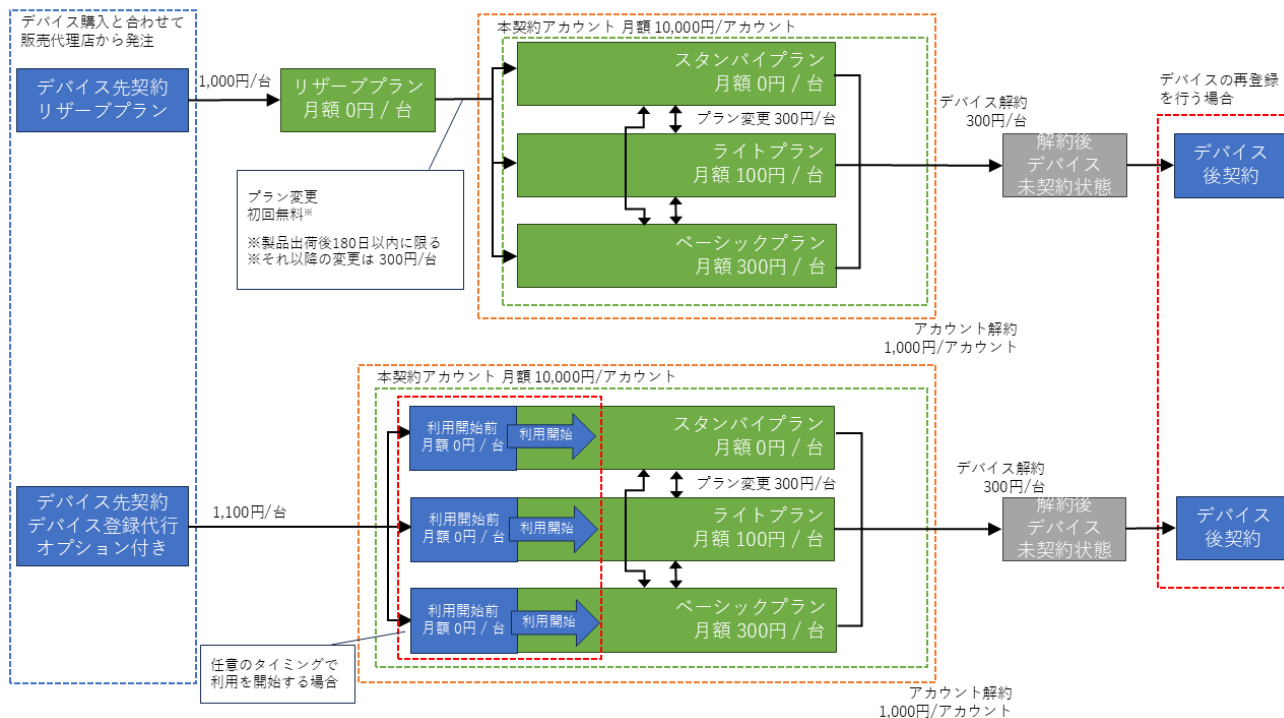 デバイス購入と合わせて
販売代理店から発注
デバイス先契約
リザーブプラン
1,000円/台
リザーブプラン
月額 0円 / 台
プラン変更
初回無料※
※製品出荷後180日以内に限る
※それ以降の変更は 300円/台
本契約アカウント 月額 10,000円/アカウント
スタンバイプラン
月額 0円 / 台
プラン変更 300円/台
ライトプラン
月額 100円 / 台
ベーシックプラン
月額 300円 / 台
デバイス解約
300円/台
解約後
デバイス
未契約状態
デバイスの再登録
を行う場合
デバイス
後契約
アカウント解約
1,000円/アカウント
デバイス先契約
デバイス登録代行
オプション付き
1,100円/台
本契約アカウント 月額 10,000円/アカウント
利用開始前
月額 0円 / 台
利用開始
スタンバイプラン
月額 0円 / 台
プラン変更 300円/台
利用開始前
月額 0円 / 台
利用開始
ライトプラン
月額 100円 / 台
利用開始前
月額 0円 / 台
利用開始
ベーシックプラン
月額 300円 / 台
任意のタイミングで
利用を開始する場合
デバイス解約
300円/台
解約後
デバイス
未契約状態
デバイス
後契約
アカウント解約
1,000円/アカウント